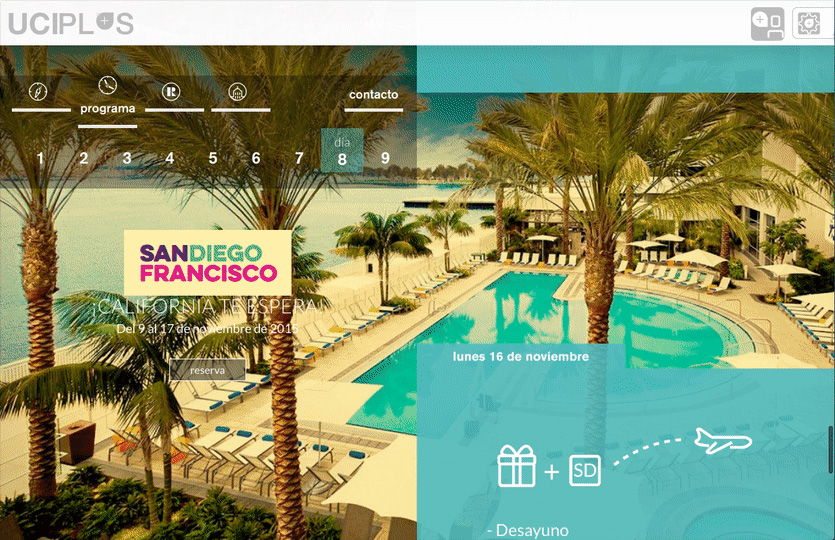 UCIPLUS
programa
contacto
1 2 3 4 5 6 7 día 8 9
SANDIEGO
FRANCISCO
¡CALIFORNIA TE ESPERA!
Del 9 al 17 de noviembre de 2015
reserva
lunes 16 de noviembre
+ SD
- Desayuno